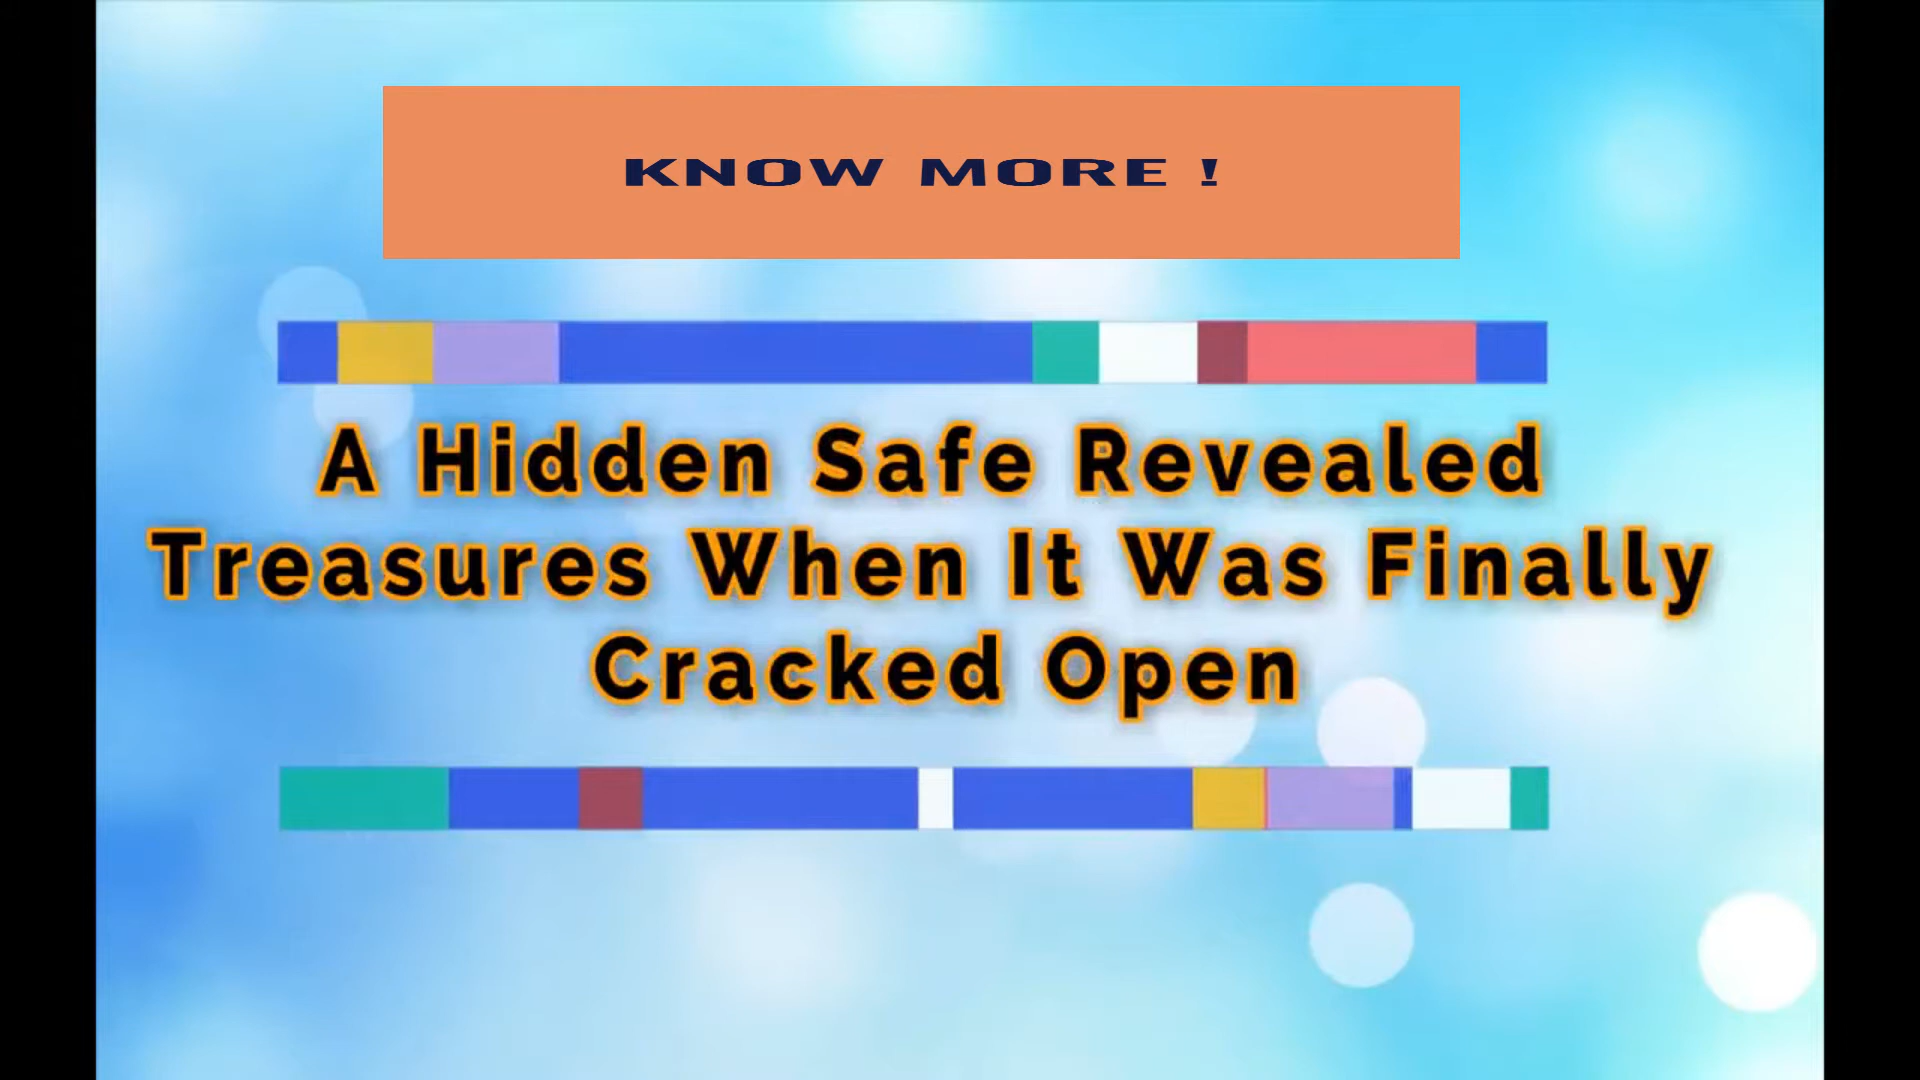 KNOW MORE !
A Hidden Safe Revealed
Treasures When It Was Finally
Cracked Open